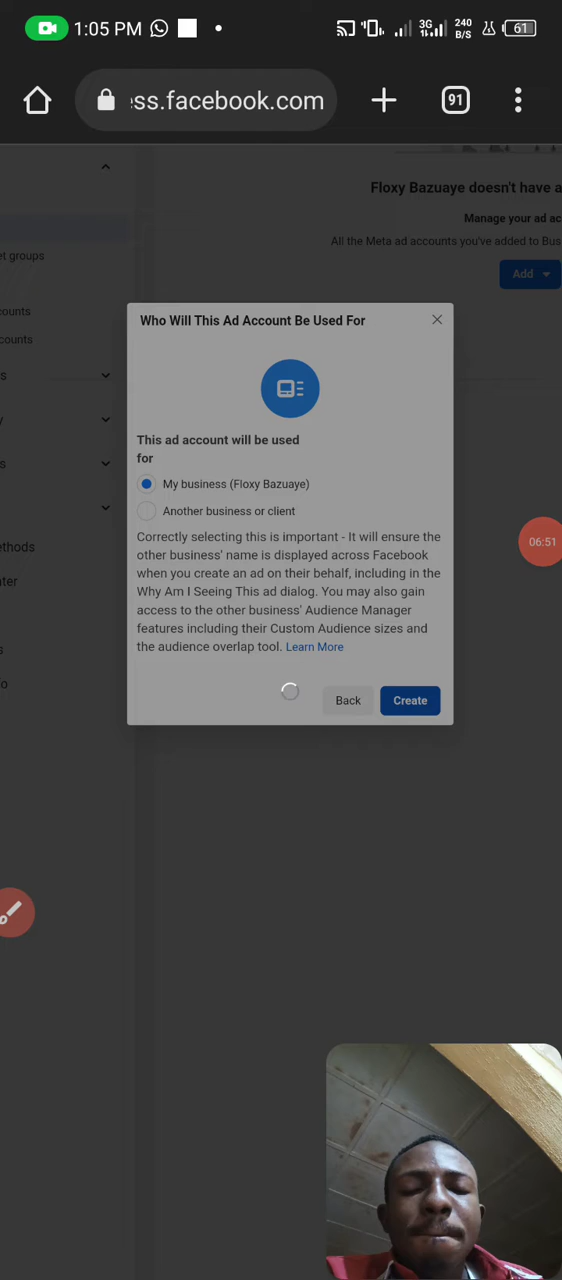 1:05 PM
3G
240
B/S
61
ss.facebook.com
91
Floxy Bazuaye doesn't have a
Manage your ad ac
et groups
All the Meta ad accounts you've added to Bus
Add
ounts
counts
s
y
s
ethods
nter
s
o
Who Will This Ad Account Be Used For
This ad account will be used
for
My business (Floxy Bazuaye)
Another business or client
Correctly selecting this is important - It will ensure the
other business' name is displayed across Facebook
when you create an ad on their behalf, including in the
Why Am I Seeing This ad dialog. You may also gain
access to the other business' Audience Manager
features including their Custom Audience sizes and
the audience overlap tool. Learn More
Back
Create
06:51